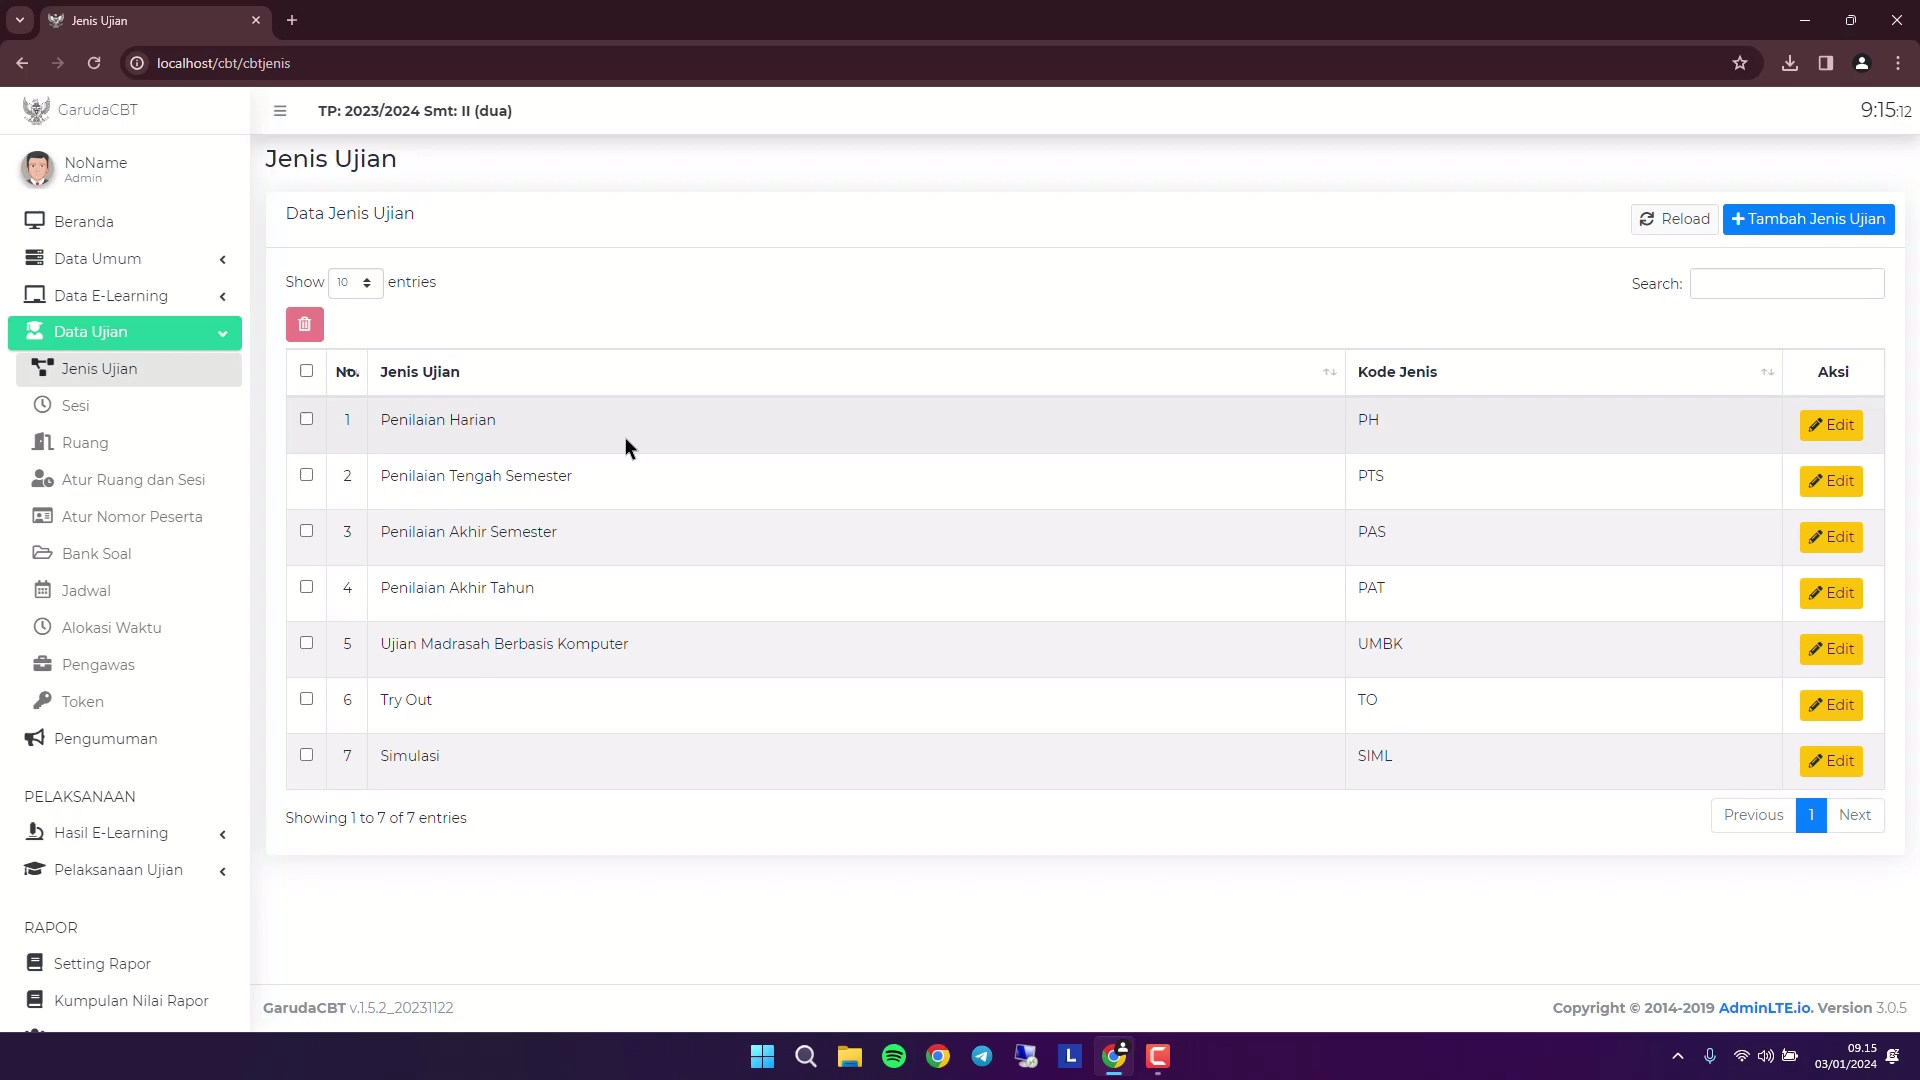 Jenis Ujian
localhost/cbt/cbtjenis
GarudaCBT
TP: 2023/2024 Smt: II (dua)
9:15:12
NoName
Admin
Beranda
Data Umum
Data E-Learning
Data Ujian
Jenis Ujian
Sesi
Ruang
Atur Ruang dan Sesi
Atur Nomor Peserta
Bank Soal
Jadwal
Alokasi Waktu
Pengawas
Token
Pengumuman
PELAKSANAAN
Hasil E-Learning
Pelaksanaan Ujian
RAPOR
Setting Rapor
Kumpulan Nilai Rapor
Jenis Ujian
Data Jenis Ujian
Reload
Tambah Jenis Ujian
Show 10 entries
Search:
No. Jenis Ujian Kode Jenis Aksi
1 Penilaian Harian PH Edit
2 Penilaian Tengah Semester PTS Edit
3 Penilaian Akhir Semester PAS Edit
4 Penilaian Akhir Tahun PAT Edit
5 Ujian Madrasah Berbasis Komputer UMBK Edit
6 Try Out TO Edit
7 Simulasi SIML Edit
Showing 1 to 7 of 7 entries
Previous 1 Next
GarudaCBT v.1.5.2_20231122
Copyright © 2014-2019 AdminLTE.io. Version 3.0.5
L
09.15
03/01/2024